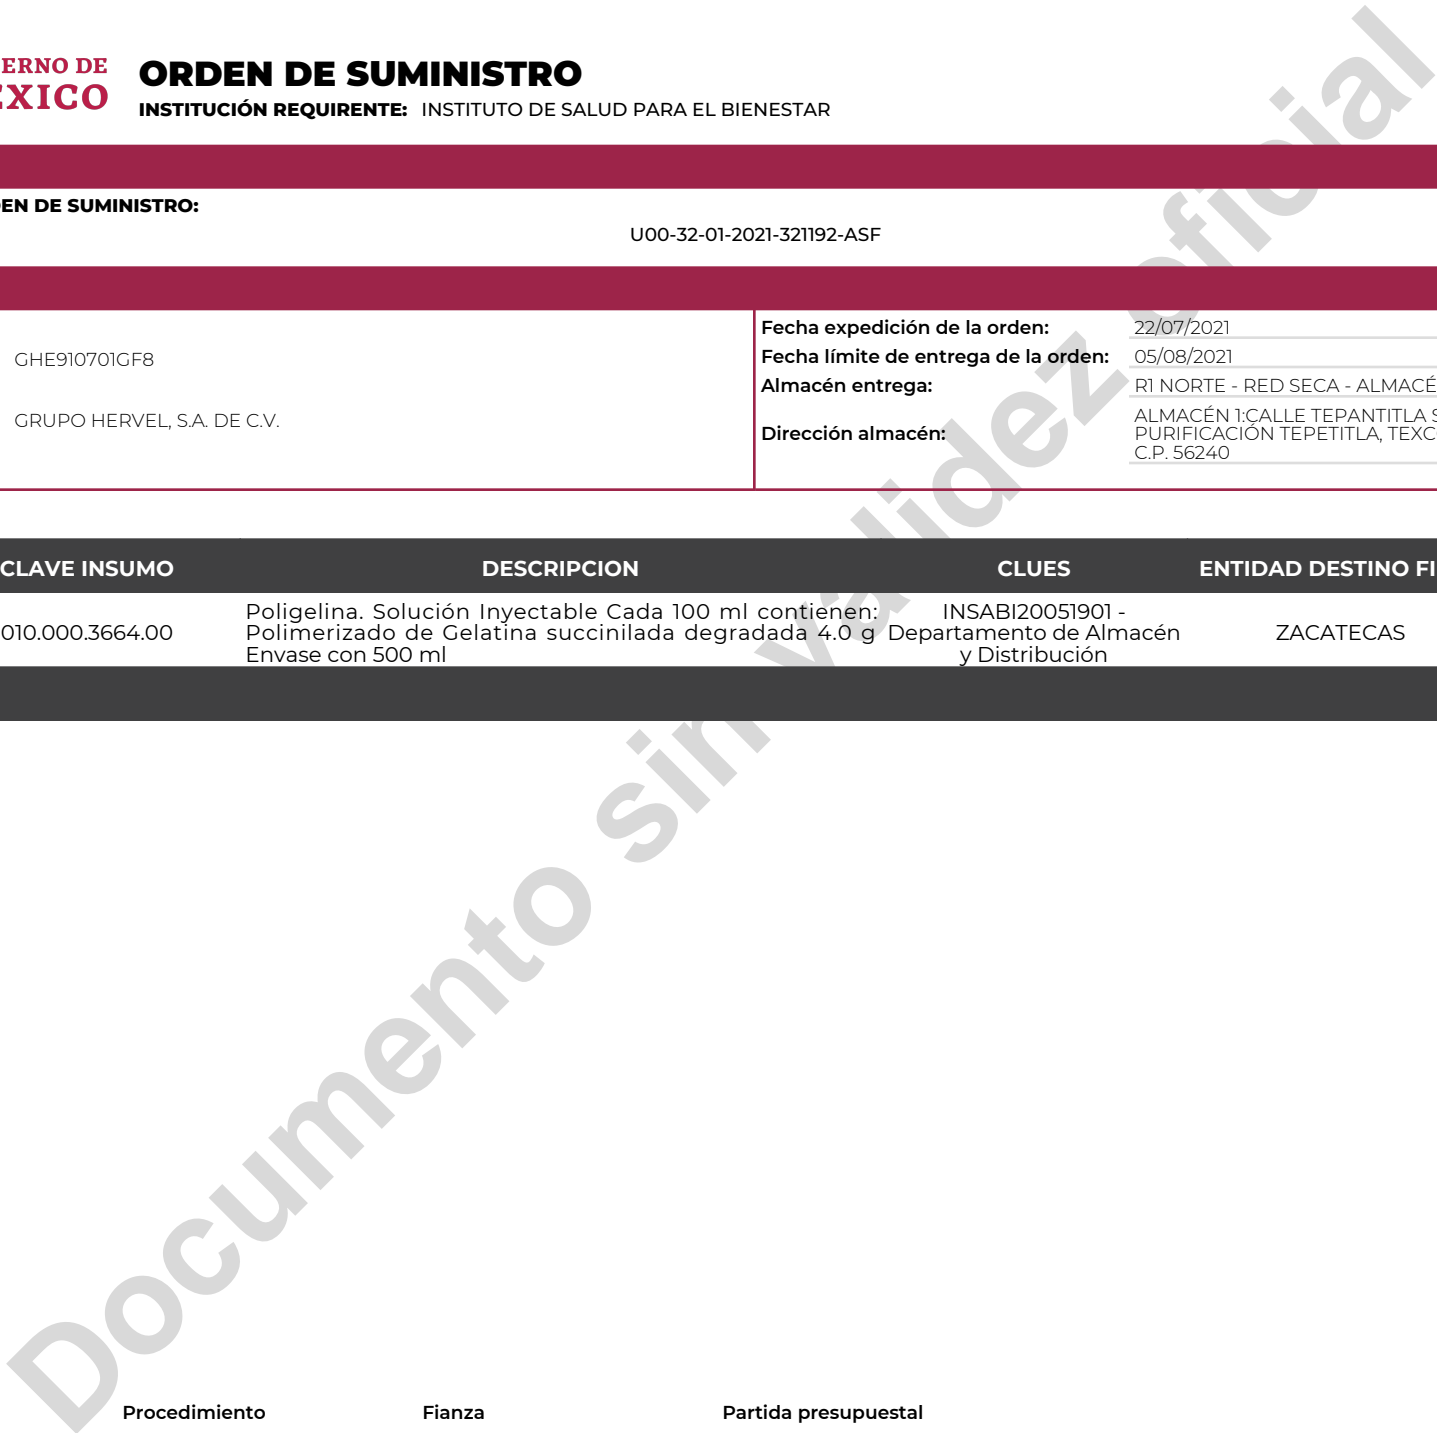 ERNO DE
EXICO
ORDEN DE SUMINISTRO
INSTITUCIÓN REQUIRENTE: INSTITUTO DE SALUD PARA EL BIENESTAR
EN DE SUMINISTRO:
U00-32-01-2021-321192-ASF
GHE910701GF8
GRUPO HERVEL, S.A. DE C.V.
Fecha expedición de la orden: 22/07/2021
Fecha límite de entrega de la orden: 05/08/2021
Almacén entrega: R1 NORTE - RED SECA - ALMACÉ
Dirección almacén:
ALMACÉN 1:CALLE TEPANTITLA S
PURIFICACIÓN TEPETITLA, TEXC
C.P. 56240
CLAVE INSUMO DESCRIPCION CLUES ENTIDAD DESTINO FI
010.000.3664.00
Poligelina. Solución Inyectable Cada 100 ml contienen:
Polimerizado de Gelatina succinilada degradada 4.0 g
Envase con 500 ml
INSABI20051901 -
Departamento de Almacén
y Distribución
ZACATECAS
Documento sin validez oficial
Procedimiento Fianza Partida presupuestal